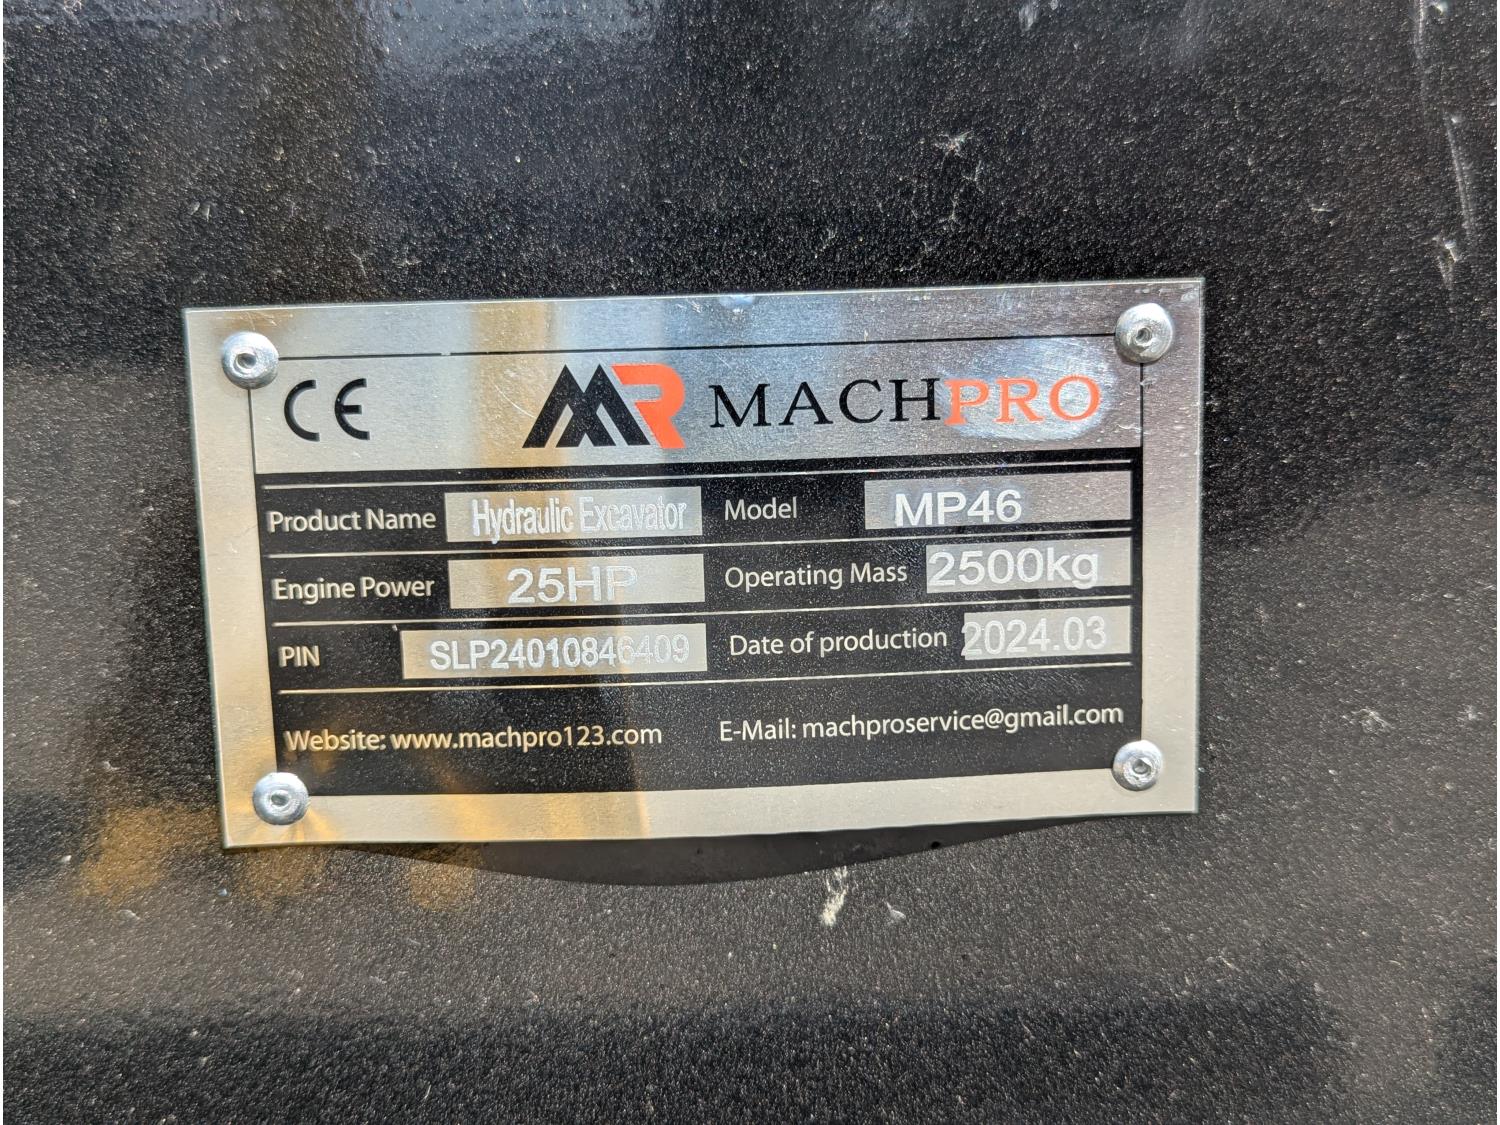 CE MR MACHPRO
Product Name Hydraulic Excavator Model MP46
Engine Power 25HP Operating Mass 2500kg
PIN SLP24010846409 Date of production 2024.03
Website: www.machpro123.com E-Mail: machproservice@gmail.com